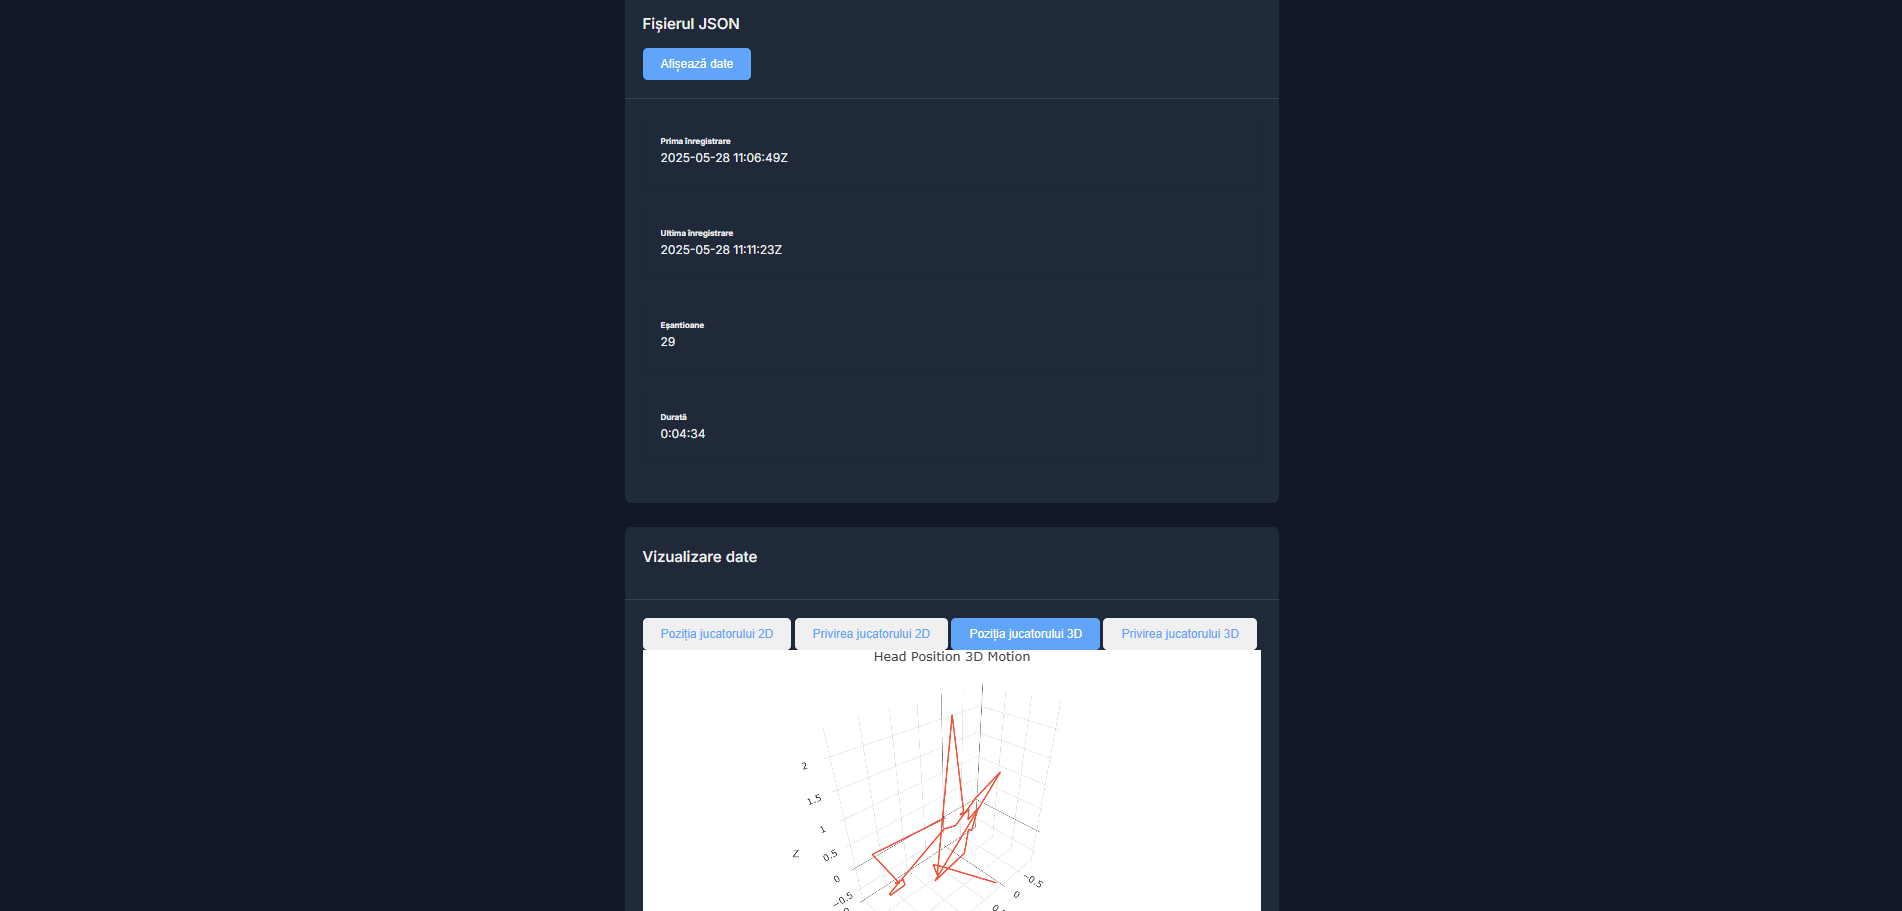 Fișierul JSON
Afișează date
Prima înregistrare
2025-05-28 11:06:49Z
Ultima înregistrare
2025-05-28 11:11:23Z
Eșantioane
29
Durată
0:04:34
Vizualizare date
Poziția jucatorului 2D
Privirea jucatorului 2D
Poziția jucatorului 3D
Privirea jucatorului 3D
Head Position 3D Motion
2
1.5
1
Z
0.5
0
−0.5
−0.5
0